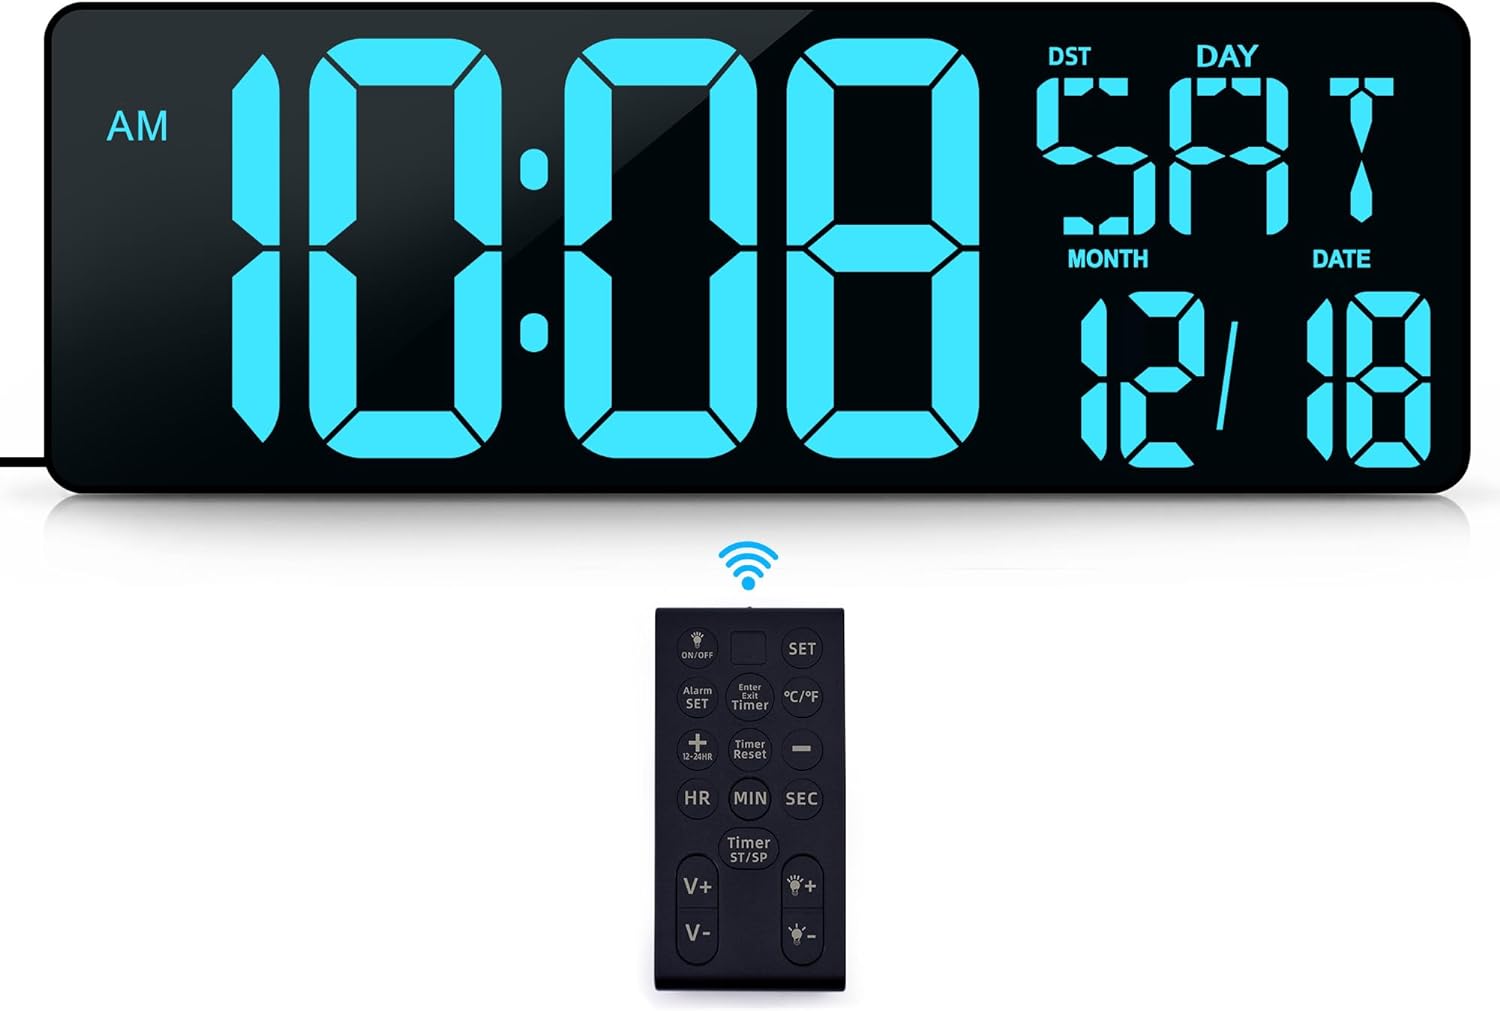 AM
10:08
DST DAY
SAT
MONTH DATE
12/18
ON/OFF
SET
Alarm
SET
Enter
Exit
Timer
°C/°F
+
12-24HR
Timer
Reset
−
HR
MIN
SEC
Timer
ST/SP
V+
V-
+
-